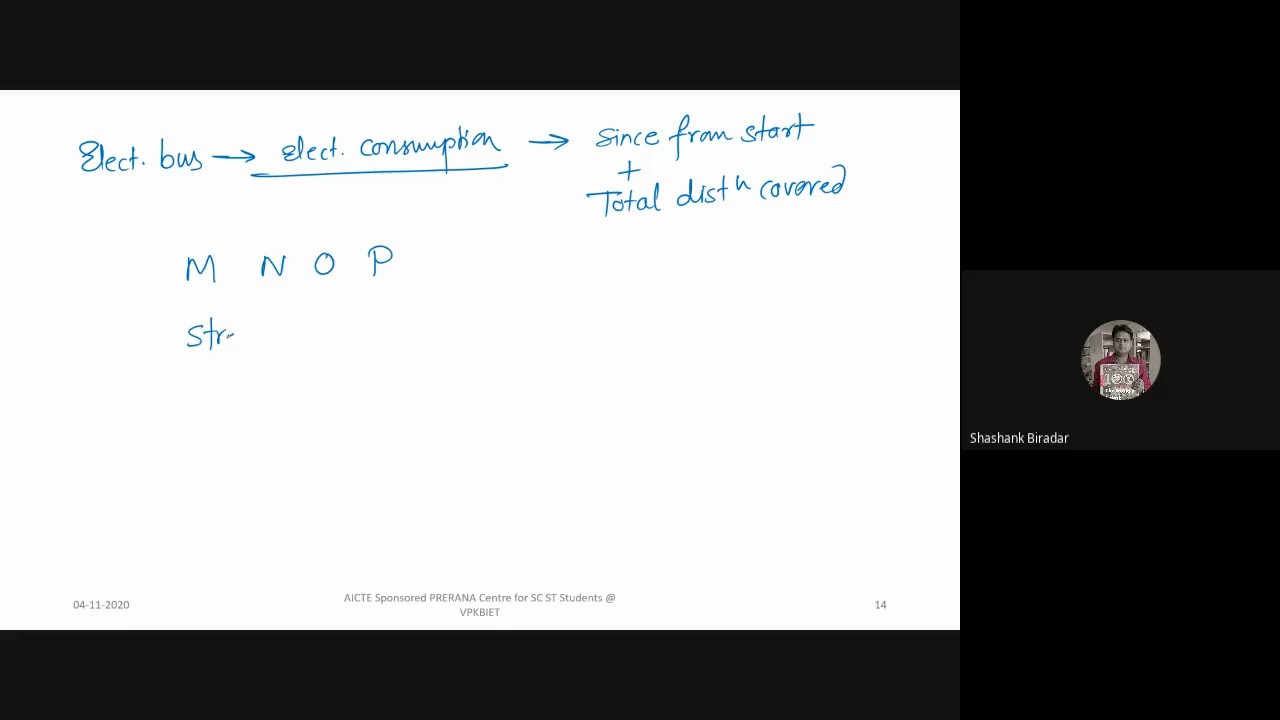 Elect. bus → elect. consumption → since from start
+
Total distⁿ covered
M N O P
Str
Shashank Biradar
04-11-2020
AICTE Sponsored PRERANA Centre for SC ST Students @
VPKBIET
14